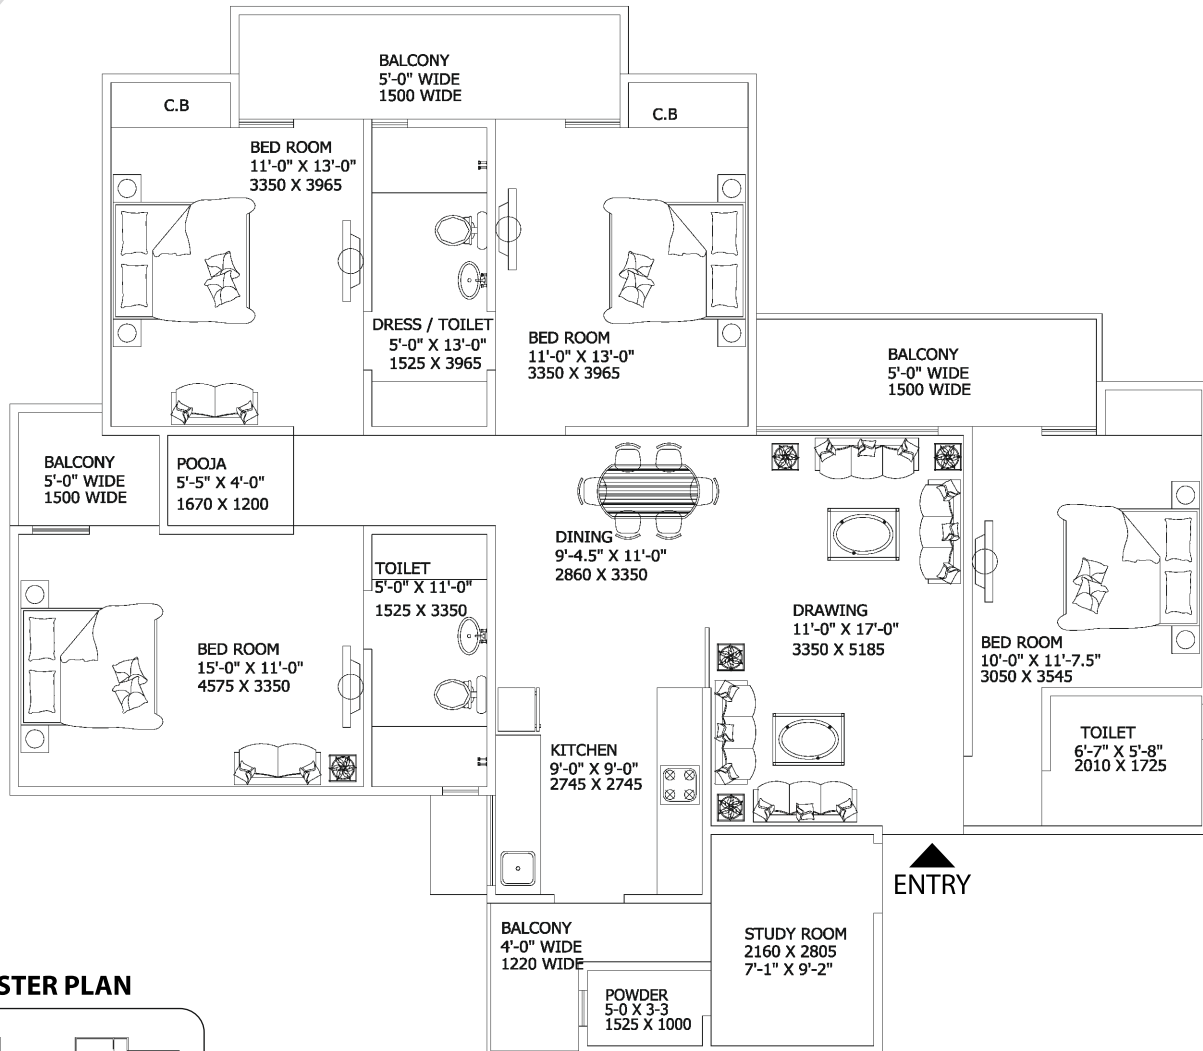 BALCONY
5'-0" WIDE
1500 WIDE
C.B
C.B
BED ROOM
11'-0" X 13'-0"
3350 X 3965
DRESS / TOILET
5'-0" X 13'-0"
1525 X 3965
BED ROOM
11'-0" X 13'-0"
3350 X 3965
BALCONY
5'-0" WIDE
1500 WIDE
BALCONY
5'-0" WIDE
1500 WIDE
POOJA
5'-5" X 4'-0"
1670 X 1200
DINING
9'-4.5" X 11'-0"
2860 X 3350
TOILET
5'-0" X 11'-0"
1525 X 3350
DRAWING
11'-0" X 17'-0"
3350 X 5185
BED ROOM
10'-0" X 11'-7.5"
3050 X 3545
BED ROOM
15'-0" X 11'-0"
4575 X 3350
KITCHEN
9'-0" X 9'-0"
2745 X 2745
TOILET
6'-7" X 5'-8"
2010 X 1725
ENTRY
BALCONY
4'-0" WIDE
1220 WIDE
STUDY ROOM
2160 X 2805
7'-1" X 9'-2"
POWDER
5-0 X 3-3
1525 X 1000
STER PLAN